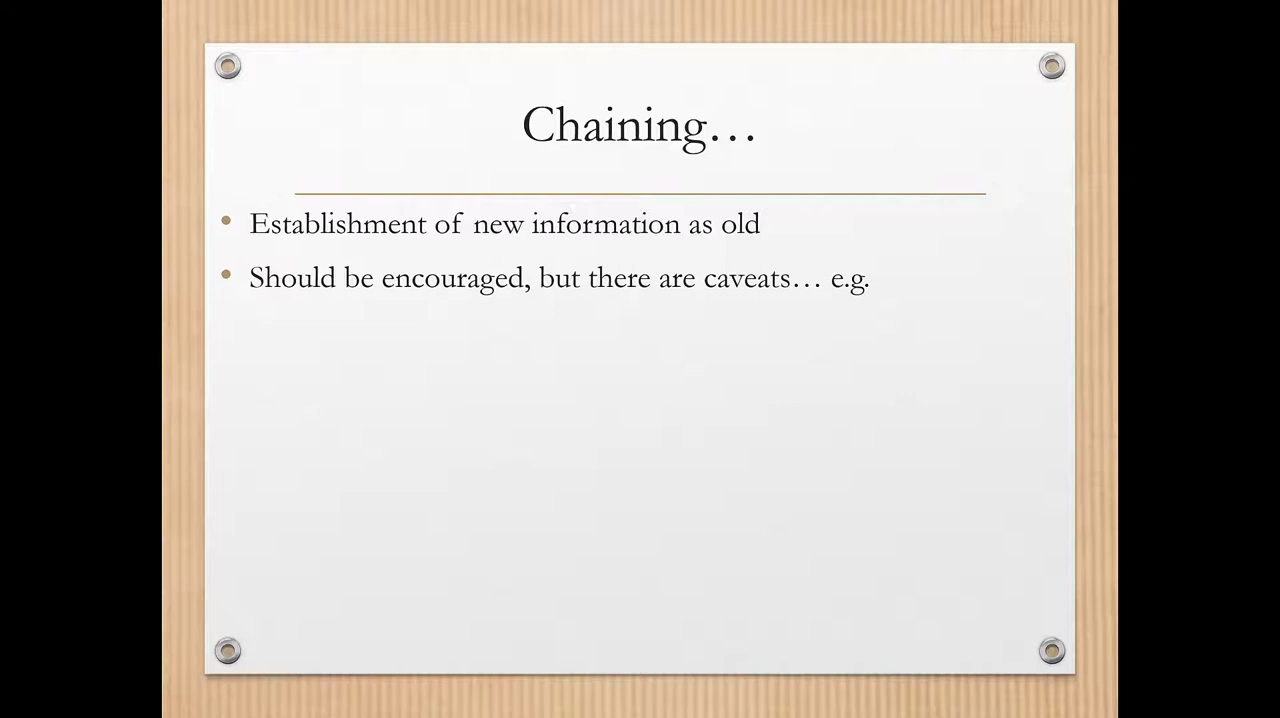 Chaining…
• Establishment of new information as old
• Should be encouraged, but there are caveats… e.g.